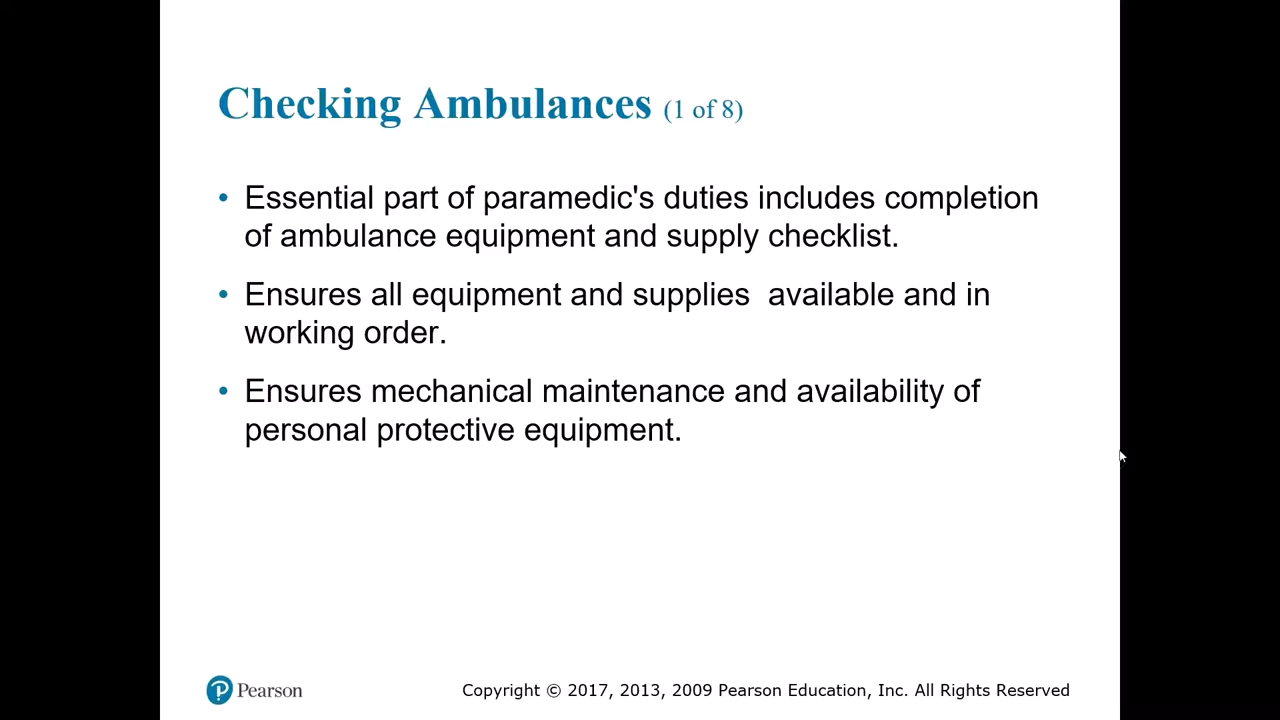 Checking Ambulances (1 of 8)
• Essential part of paramedic's duties includes completion
of ambulance equipment and supply checklist.
• Ensures all equipment and supplies  available and in
working order.
• Ensures mechanical maintenance and availability of
personal protective equipment.
Pearson
Copyright © 2017, 2013, 2009 Pearson Education, Inc. All Rights Reserved